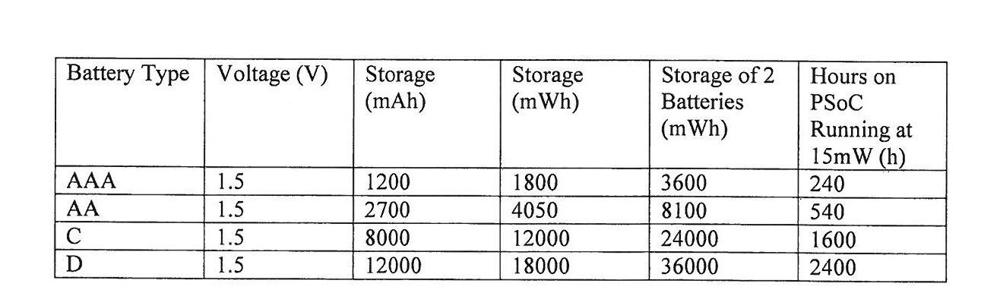 Battery Type Voltage (V) Storage (mAh) Storage (mWh) Storage of 2 Batteries (mWh) Hours on PSoC Running at 15mW (h)
AAA 1.5 1200 1800 3600 240
AA 1.5 2700 4050 8100 540
C 1.5 8000 12000 24000 1600
D 1.5 12000 18000 36000 2400